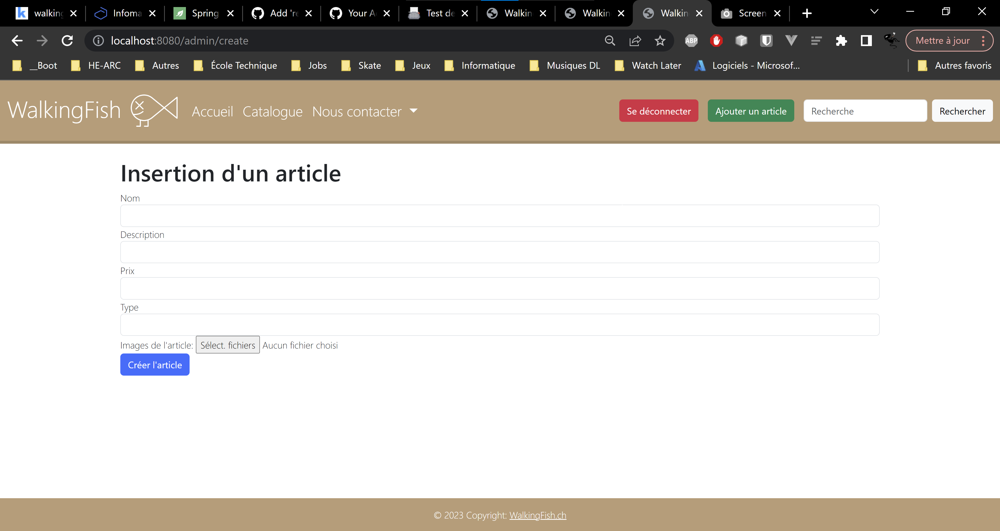 walking Infoma Spring Add 're Your A Test de Walkin Walkin Walkin Screen
localhost:8080/admin/create ABP Mettre à jour
__Boot HE-ARC Autres École Technique Jobs Skate Jeux Informatique Musiques DL Watch Later Logiciels - Microsof... Autres favoris
WalkingFish Accueil Catalogue Nous contacter Se déconnecter Ajouter un article Recherche Rechercher
Insertion d'un article
Nom
Description
Prix
Type
Images de l'article: Sélect. fichiers Aucun fichier choisi
Créer l'article
© 2023 Copyright: WalkingFish.ch